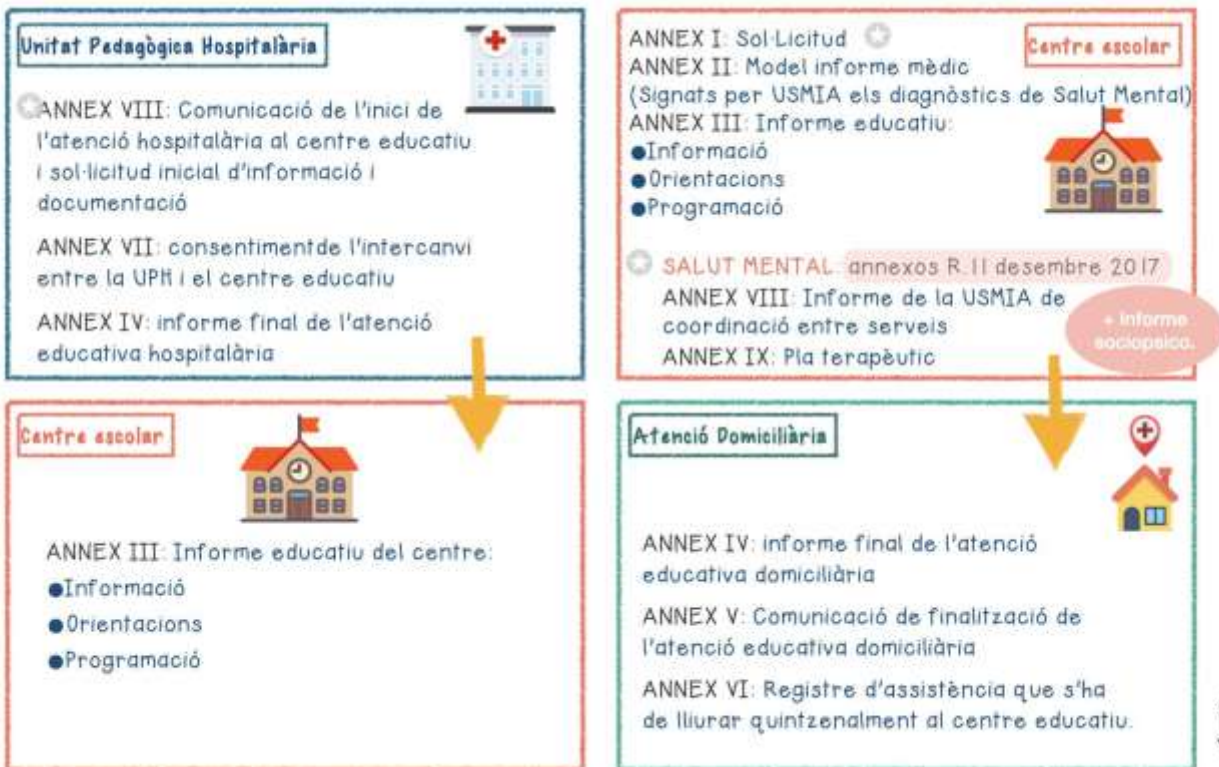 Unitat Pedagògica Hospitalària
ANNEX VIII: Comunicació de l'inici de
l'atenció hospitalària al centre educatiu
i sol·licitud inicial d'informació i
documentació
ANNEX VII: consentimentde l'intercanvi
entre la UPH i el centre educatiu
ANNEX IV: informe final de l'atenció
educativa hospitalària
Centre escolar
ANNEX I: Sol·Licitud
ANNEX II: Model informe mèdic
(Signats per USMIA els diagnòstics de Salut Mental)
ANNEX III: Informe educatiu:
●Informació
●Orientacions
●Programació
SALUT MENTAL: annexos R.11 desembre 2017
ANNEX VIII: Informe de la USMIA de
coordinació entre serveis
ANNEX IX: Pla terapèutic
+ informe
sociopsico.
Centre escolar
ANNEX III: Informe educatiu del centre:
●Informació
●Orientacions
●Programació
Atenció Domiciliària
ANNEX IV: informe final de l'atenció
educativa domiciliària
ANNEX V: Comunicació de finalització de
l'atenció educativa domiciliària
ANNEX VI: Registre d'assistència que s'ha
de lliurar quinzenalment al centre educatiu.